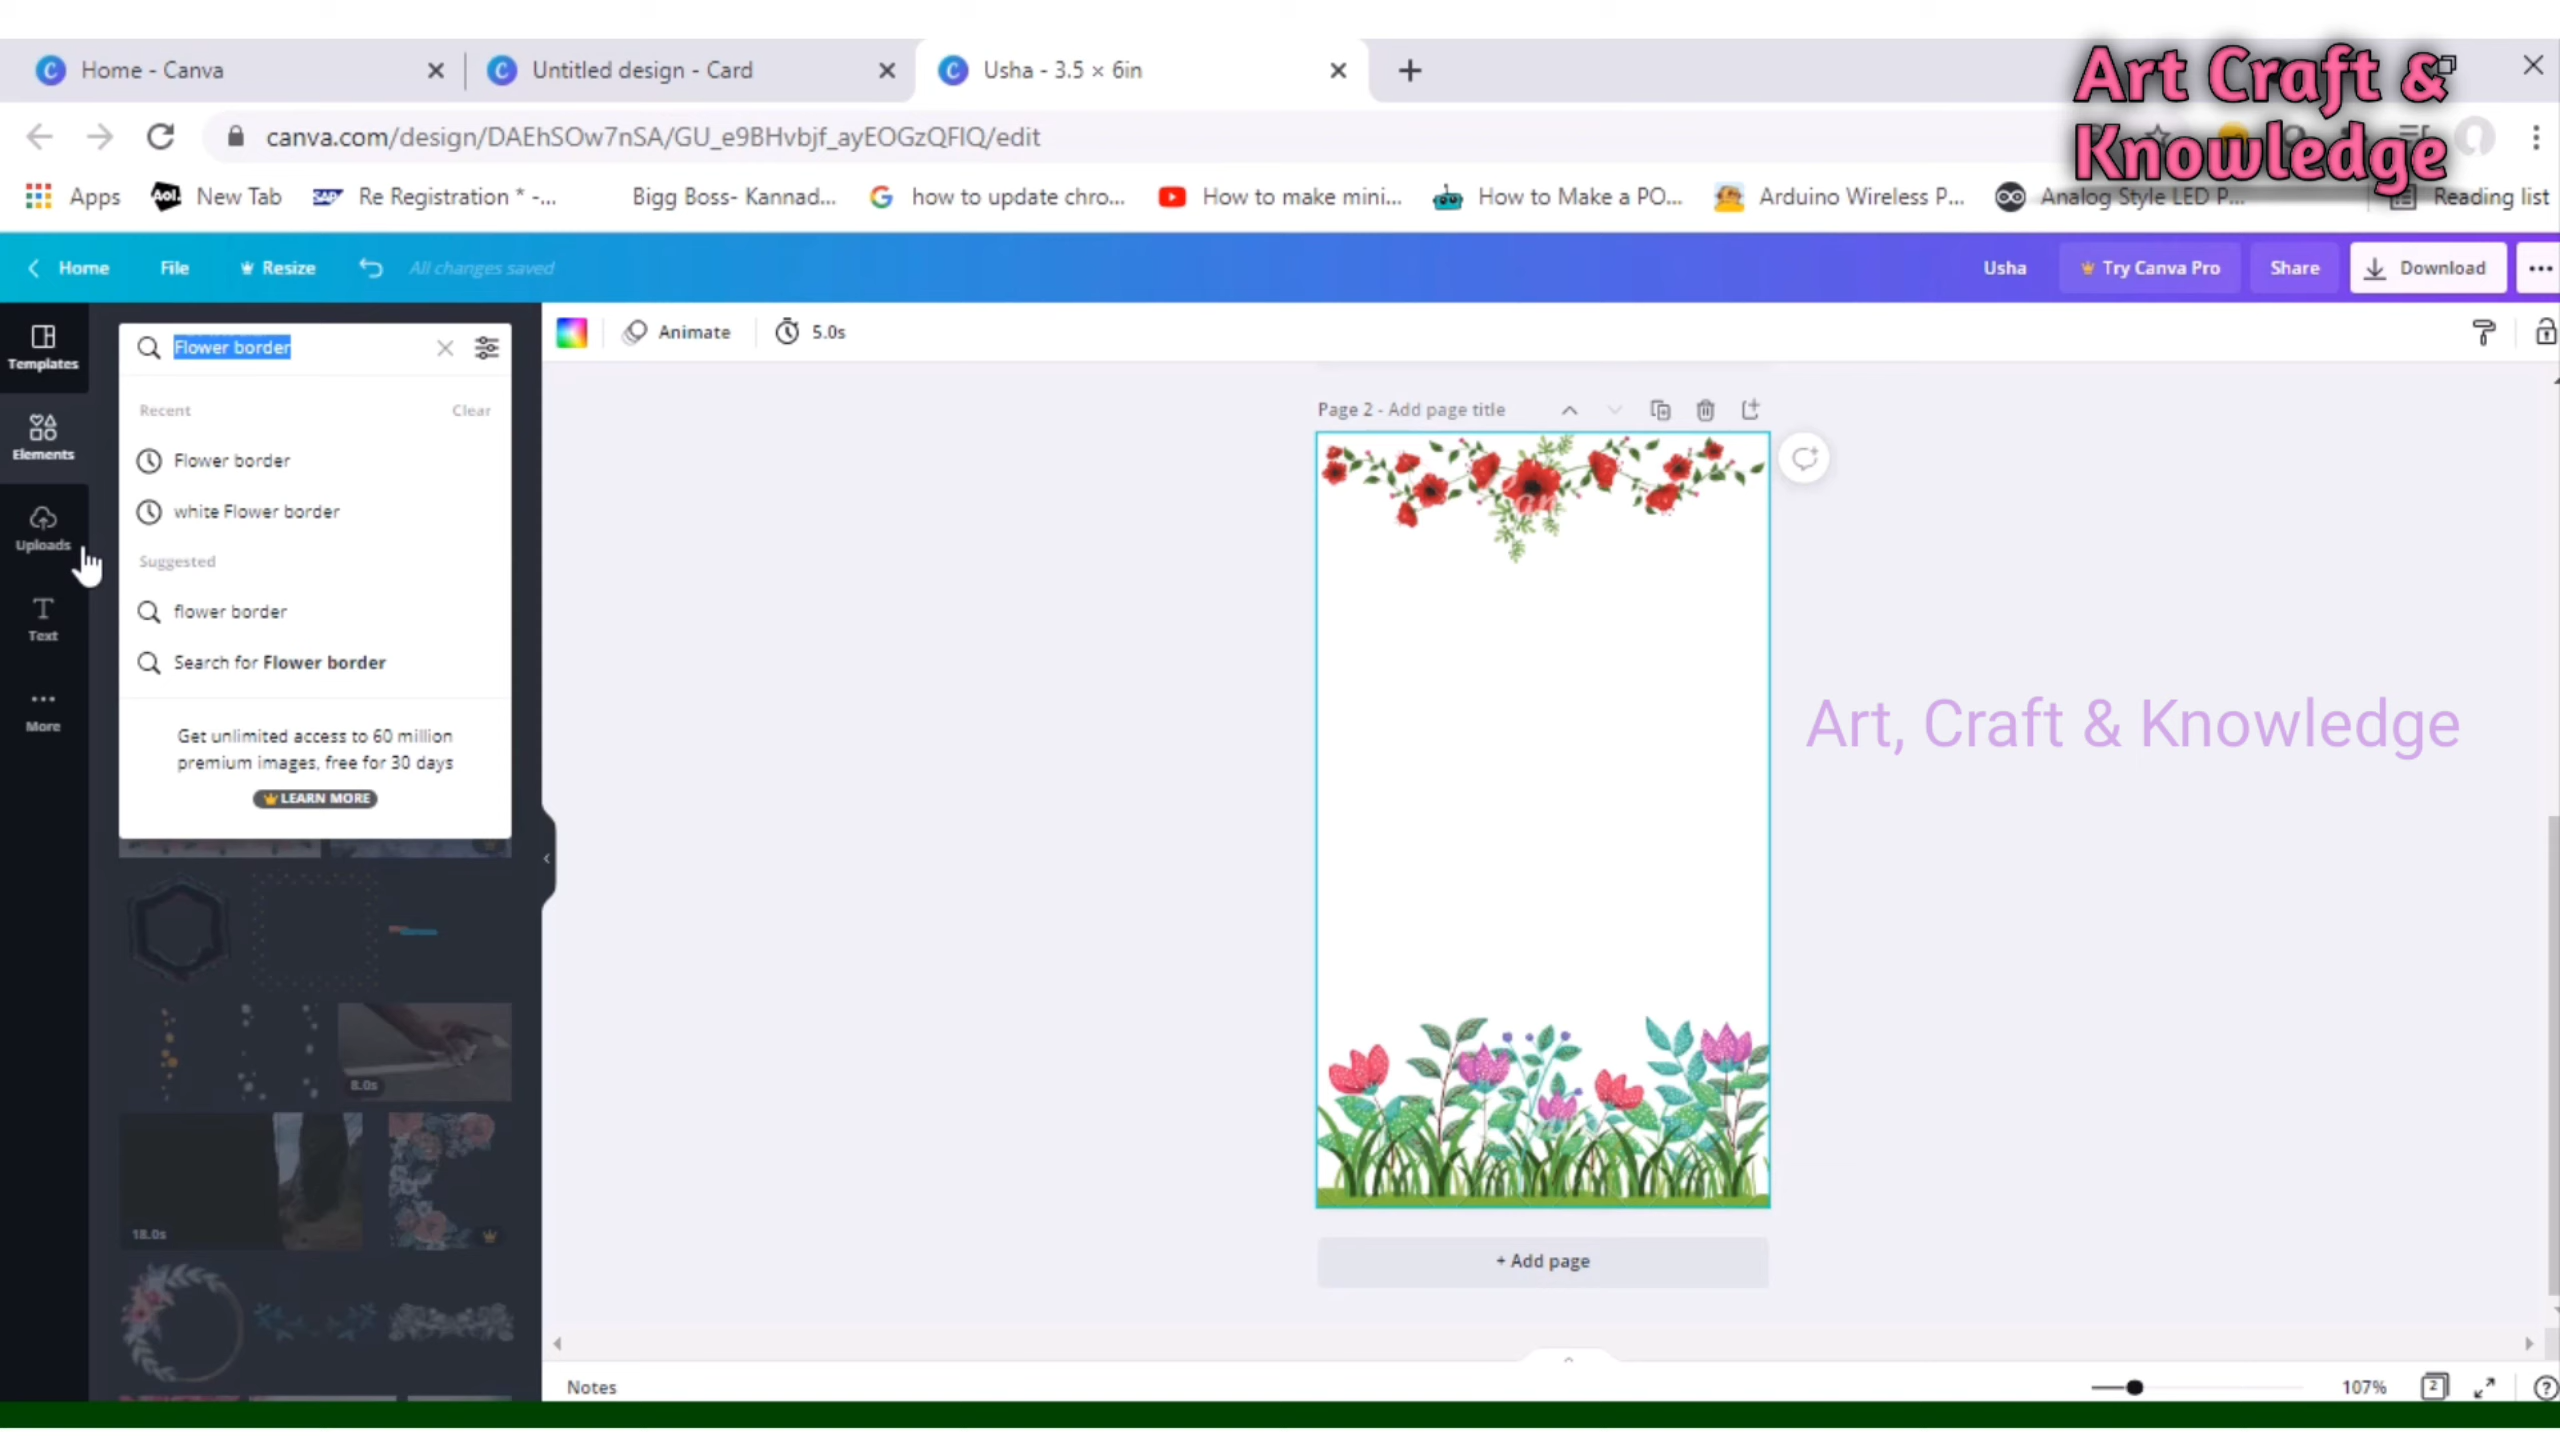 Home - Canva
Untitled design - Card
Usha - 3.5 × 6in
Art Craft &
Knowledge
canva.com/design/DAEhSOw7nSA/GU_e9BHvbjf_ayEOGzQFIQ/edit
Apps
AOL.
New Tab
SAP
Re Registration * -...
Bigg Boss- Kannad...
how to update chro...
How to make mini...
How to Make a PO...
Arduino Wireless P...
Analog Style LED P...
Reading list
Home
File
Resize
All changes saved
Usha
Try Canva Pro
Share
Download
Templates
Elements
Uploads
Text
More
Flower border
Recent
Clear
Flower border
white Flower border
Suggested
flower border
Search for Flower border
Get unlimited access to 60 million
premium images, free for 30 days
LEARN MORE
8.0s
18.0s
Animate
5.0s
Page 2 - Add page title
Art, Craft & Knowledge
+ Add page
Notes
107%
2